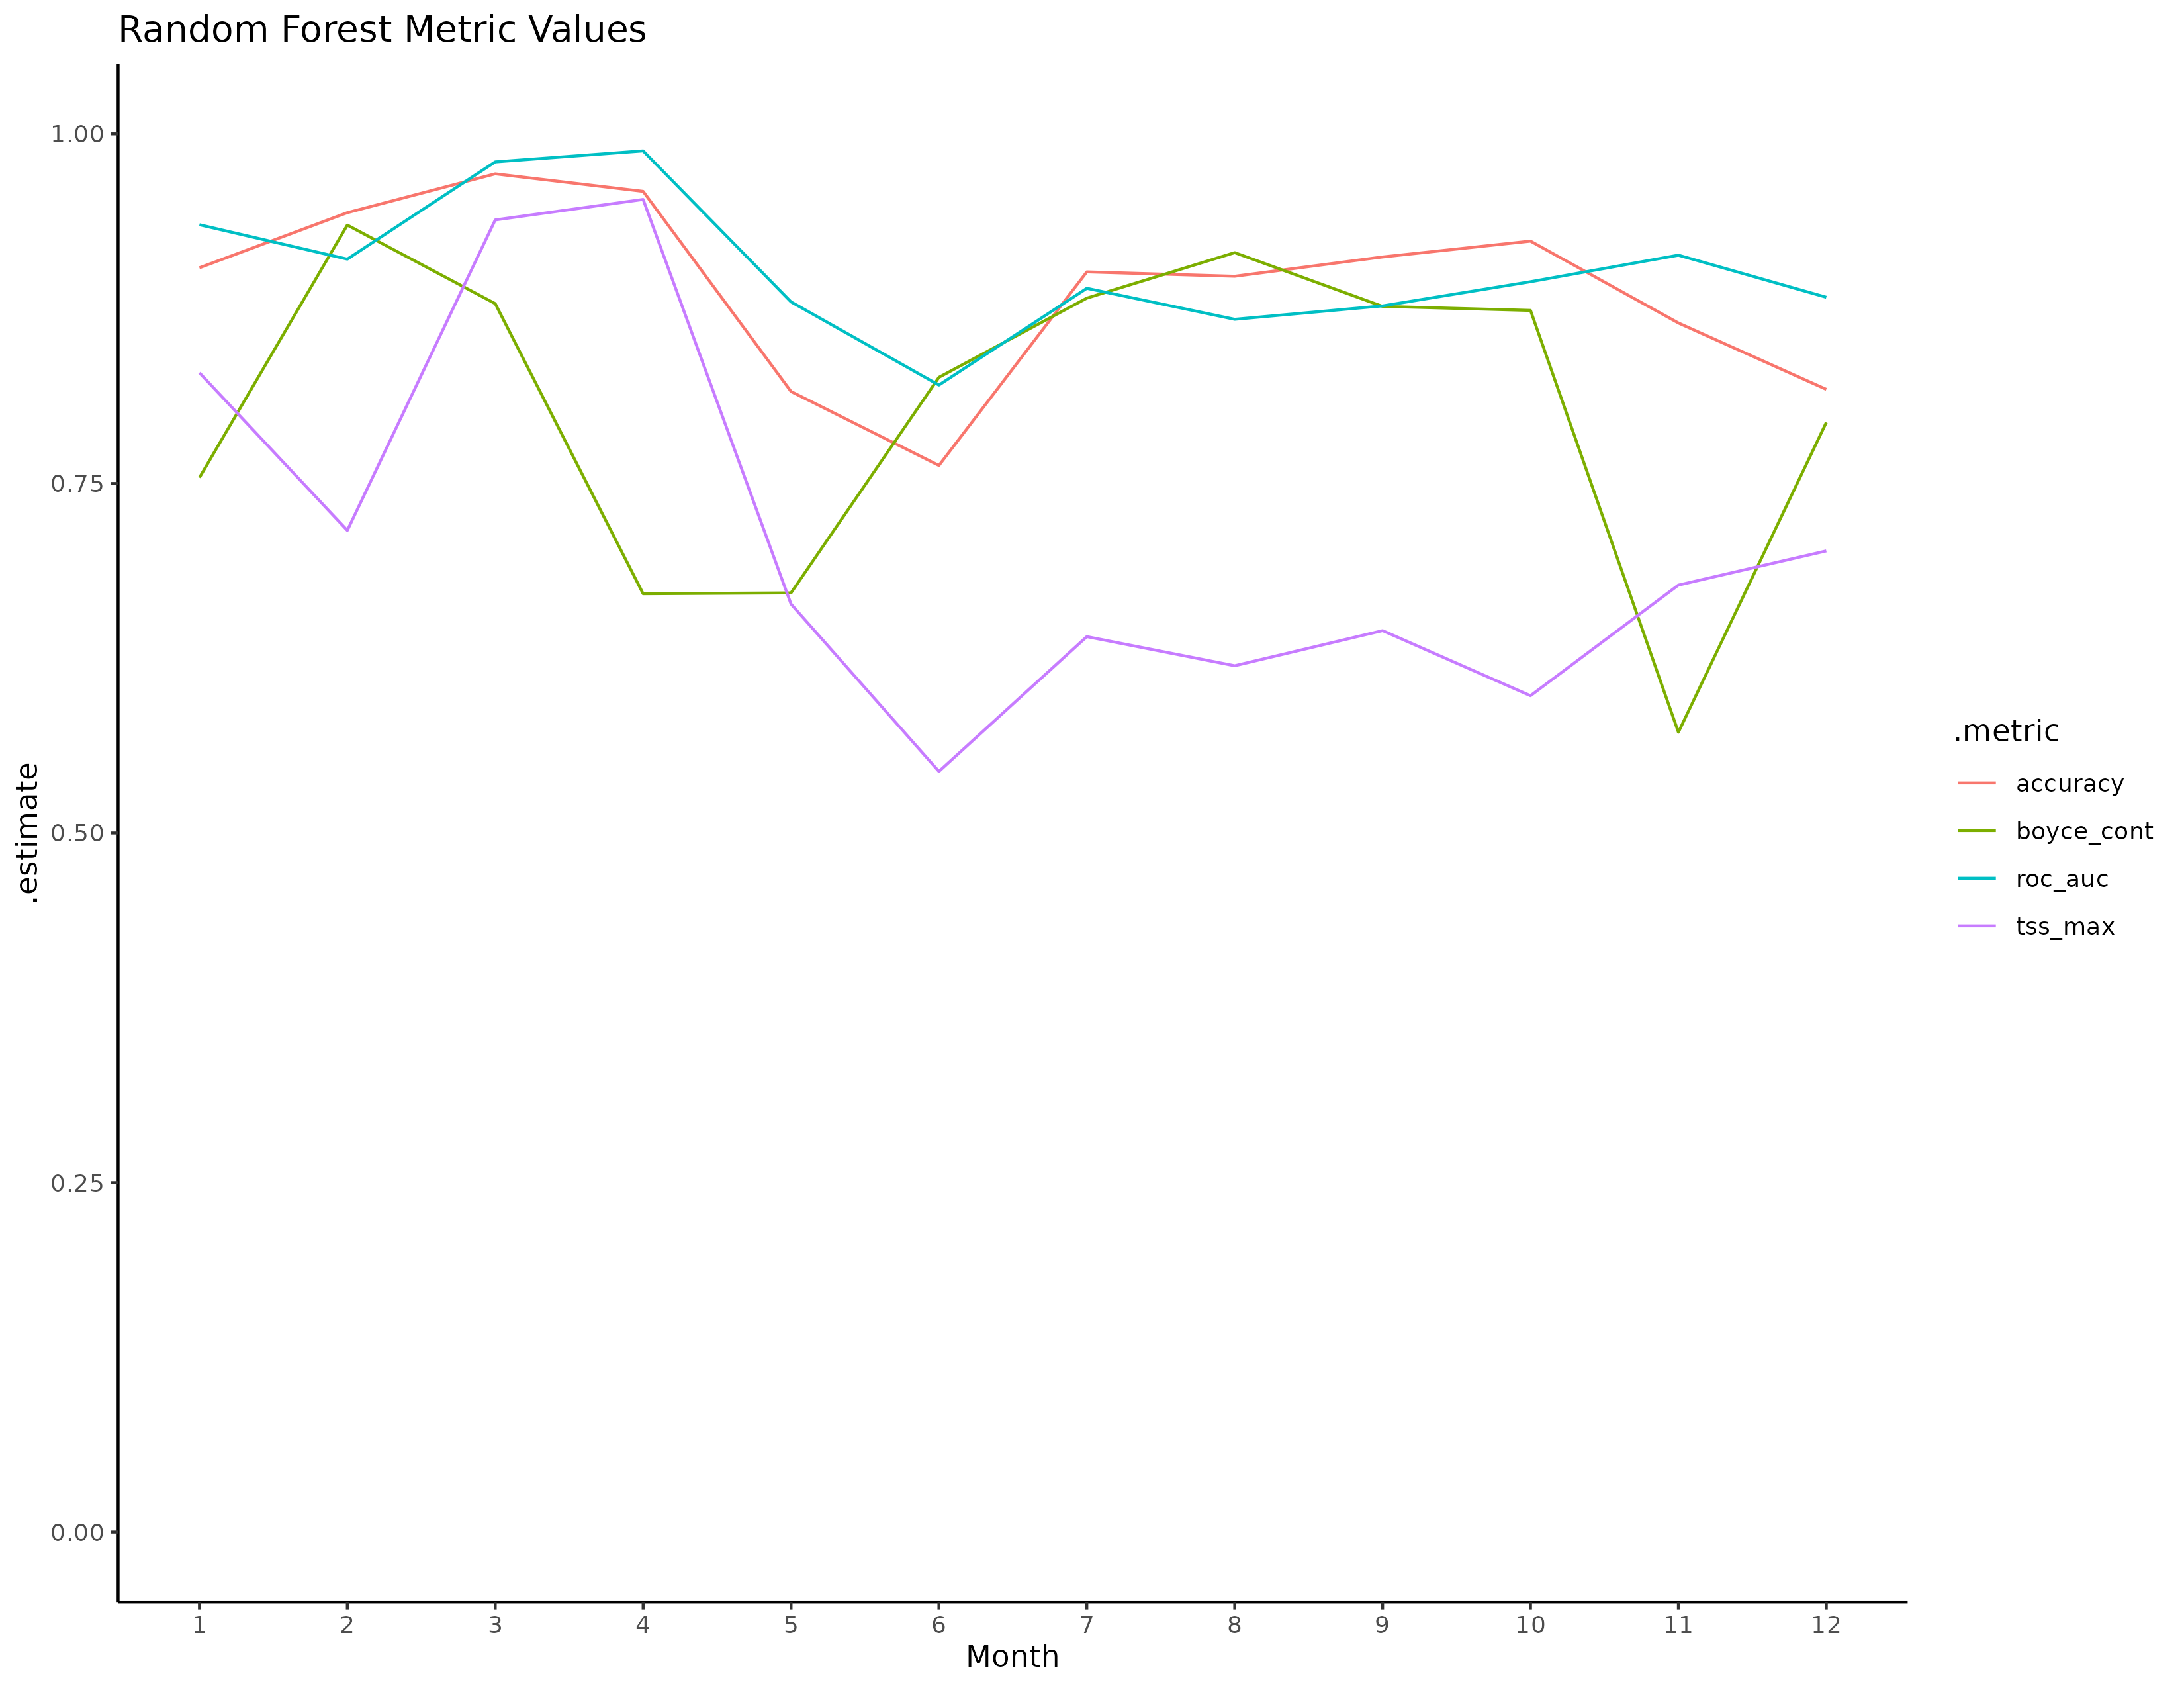 Random Forest Metric Values
1.00
0.75
0.50
0.25
0.00
.estimate
1 2 3 4 5 6 7 8 9 10 11 12
Month
.metric
accuracy
boyce_cont
roc_auc
tss_max